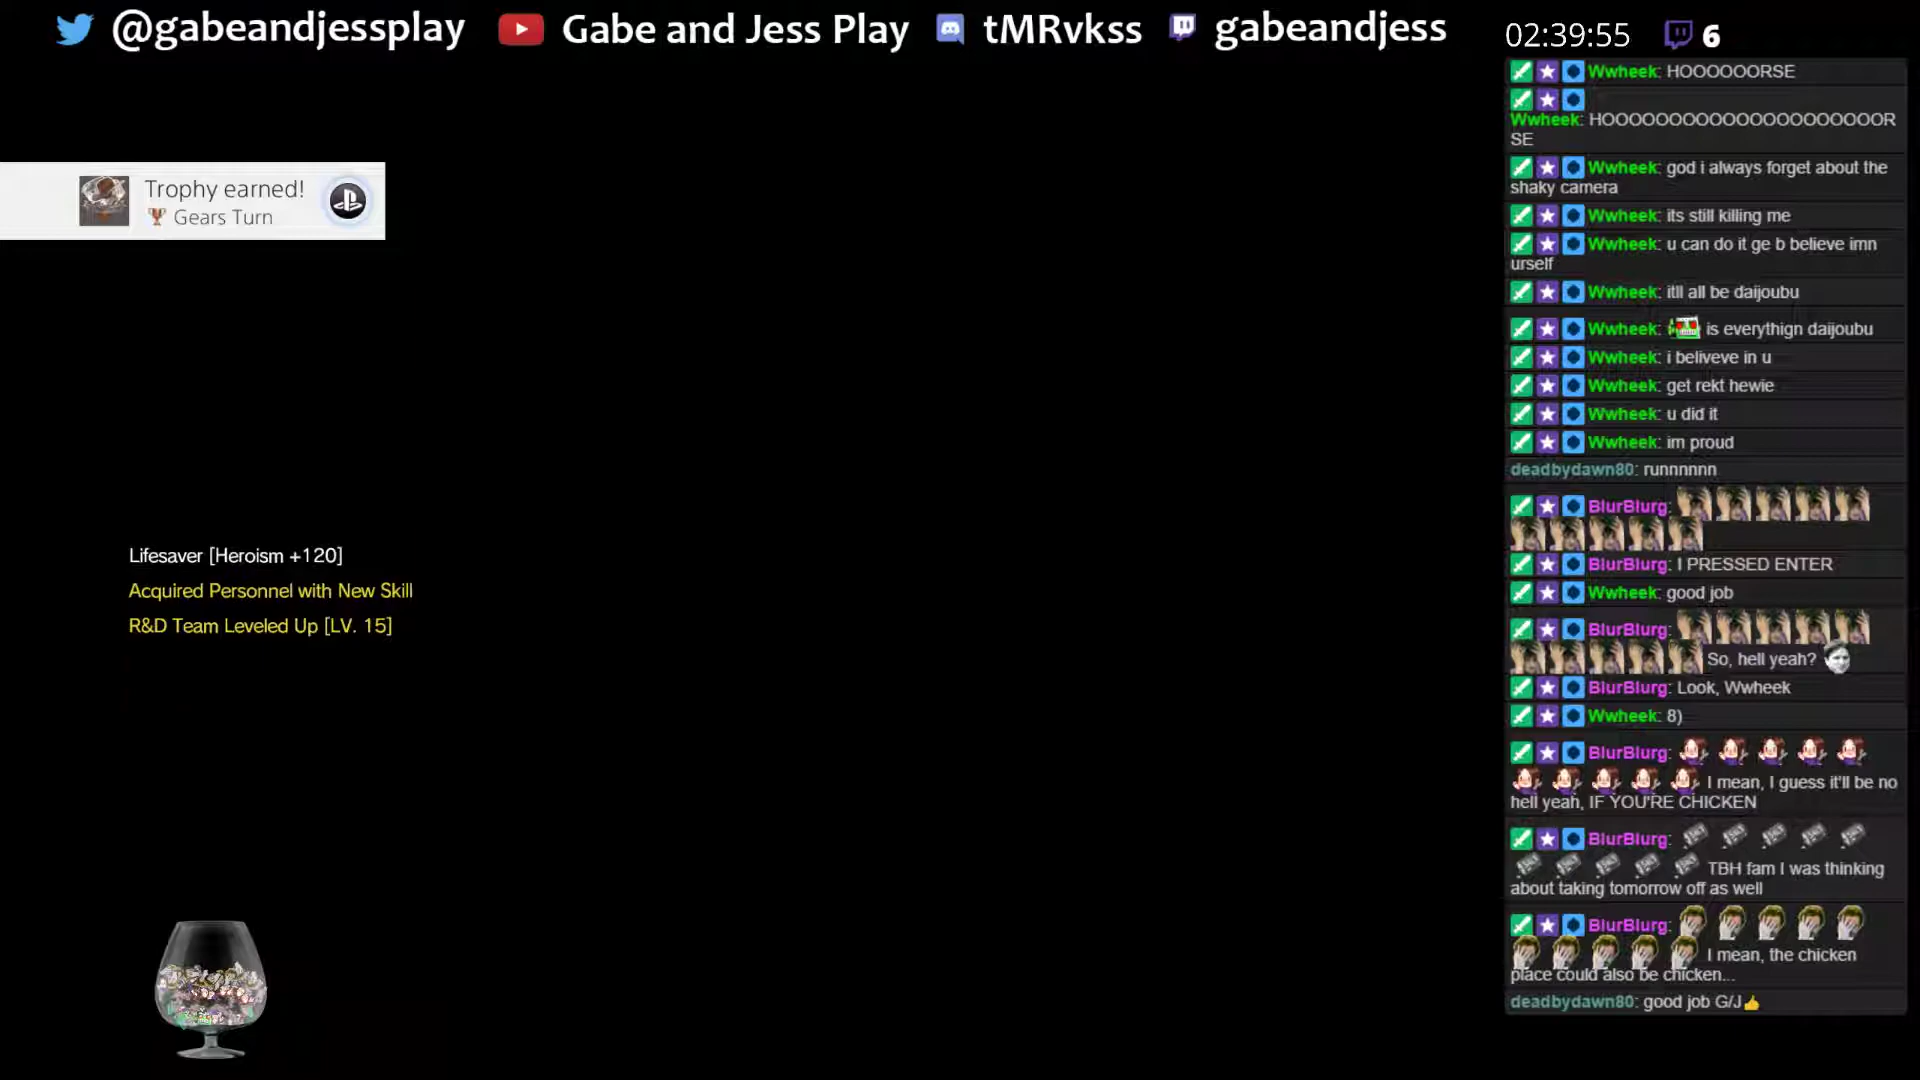 @gabeandjessplay Gabe and Jess Play tMRvkss gabeandjess
02:39:55 6
Trophy earned!
Gears Turn
Lifesaver [Heroism +120]
Acquired Personnel with New Skill
R&D Team Leveled Up [LV. 15]
Wwheek: HOOOOOORSE
Wwheek: HOOOOOOOOOOOOOOOOOOOOOOR
SE
Wwheek: god i always forget about the
shaky camera
Wwheek: its still killing me
Wwheek: u can do it ge b believe imn
urself
Wwheek: itll all be daijoubu
Wwheek: is everythign daijoubu
Wwheek: i beliveve in u
Wwheek: get rekt hewie
Wwheek: u did it
Wwheek: im proud
deadbydawn80: runnnnnn
BlurBlurg:
BlurBlurg: I PRESSED ENTER
Wwheek: good job
BlurBlurg:
So, hell yeah?
BlurBlurg: Look, Wwheek
Wwheek: 8)
BlurBlurg:
I mean, I guess it'll be no
hell yeah, IF YOU'RE CHICKEN
BlurBlurg:
TBH fam I was thinking
about taking tomorrow off as well
BlurBlurg:
I mean, the chicken
place could also be chicken...
deadbydawn80: good job G/J